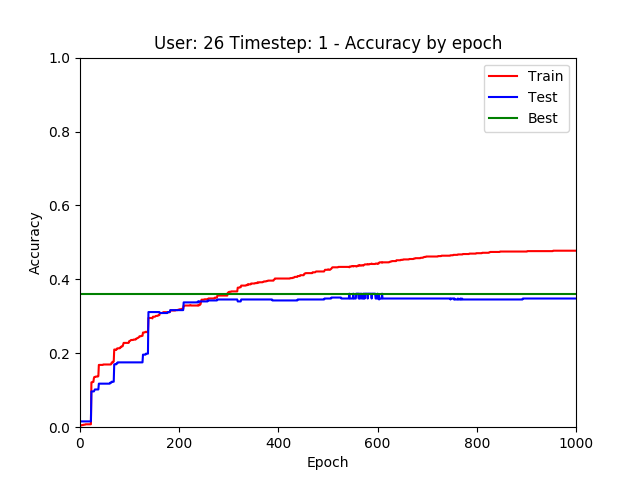 User: 26 Timestep: 1 - Accuracy by epoch
1.0
0.8
0.6
0.4
0.2
0.0
Accuracy
Train
Test
Best
0 200 400 600 800 1000
Epoch